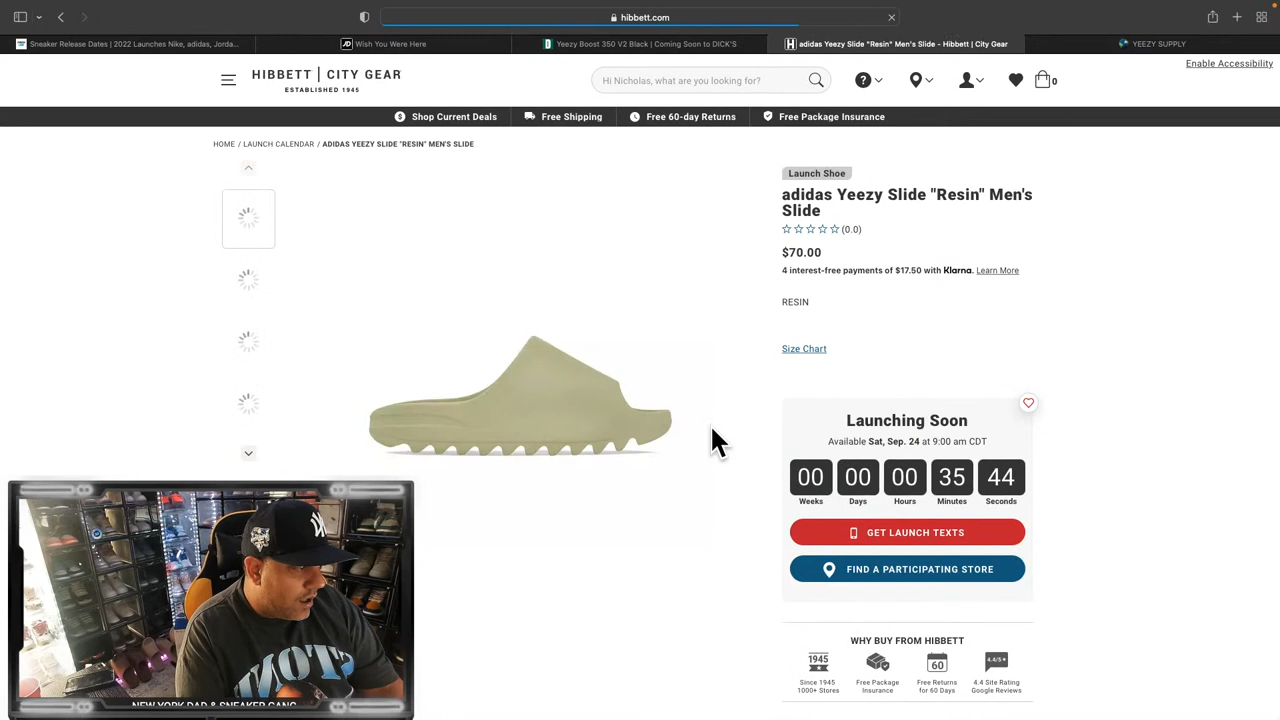 hibbett.com
Sneaker Release Dates | 2022 Launches Nike, adidas, Jorda...
Wish You Were Here
Yeezy Boost 350 V2 Black | Coming Soon to DICK'S
adidas Yeezy Slide "Resin" Men's Slide - Hibbett | City Gear
YEEZY SUPPLY
Enable Accessibility
HIBBETT | CITY GEAR
ESTABLISHED 1945
Hi Nicholas, what are you looking for?
0
Shop Current Deals
Free Shipping
Free 60-day Returns
Free Package Insurance
HOME / LAUNCH CALENDAR / ADIDAS YEEZY SLIDE "RESIN" MEN'S SLIDE
Launch Shoe
adidas Yeezy Slide "Resin" Men's
Slide
(0.0)
$70.00
4 interest-free payments of $17.50 with Klarna. Learn More
RESIN
Size Chart
Launching Soon
Available Sat, Sep. 24 at 9:00 am CDT
00 00 00 35 44
Weeks Days Hours Minutes Seconds
GET LAUNCH TEXTS
FIND A PARTICIPATING STORE
WHY BUY FROM HIBBETT
1945 60 4.4/5★
Since 1945 Free Package Free Returns 4.4 Site Rating
1000+ Stores Insurance for 60 Days Google Reviews
NEW YORK DAD & SNEAKER GANG